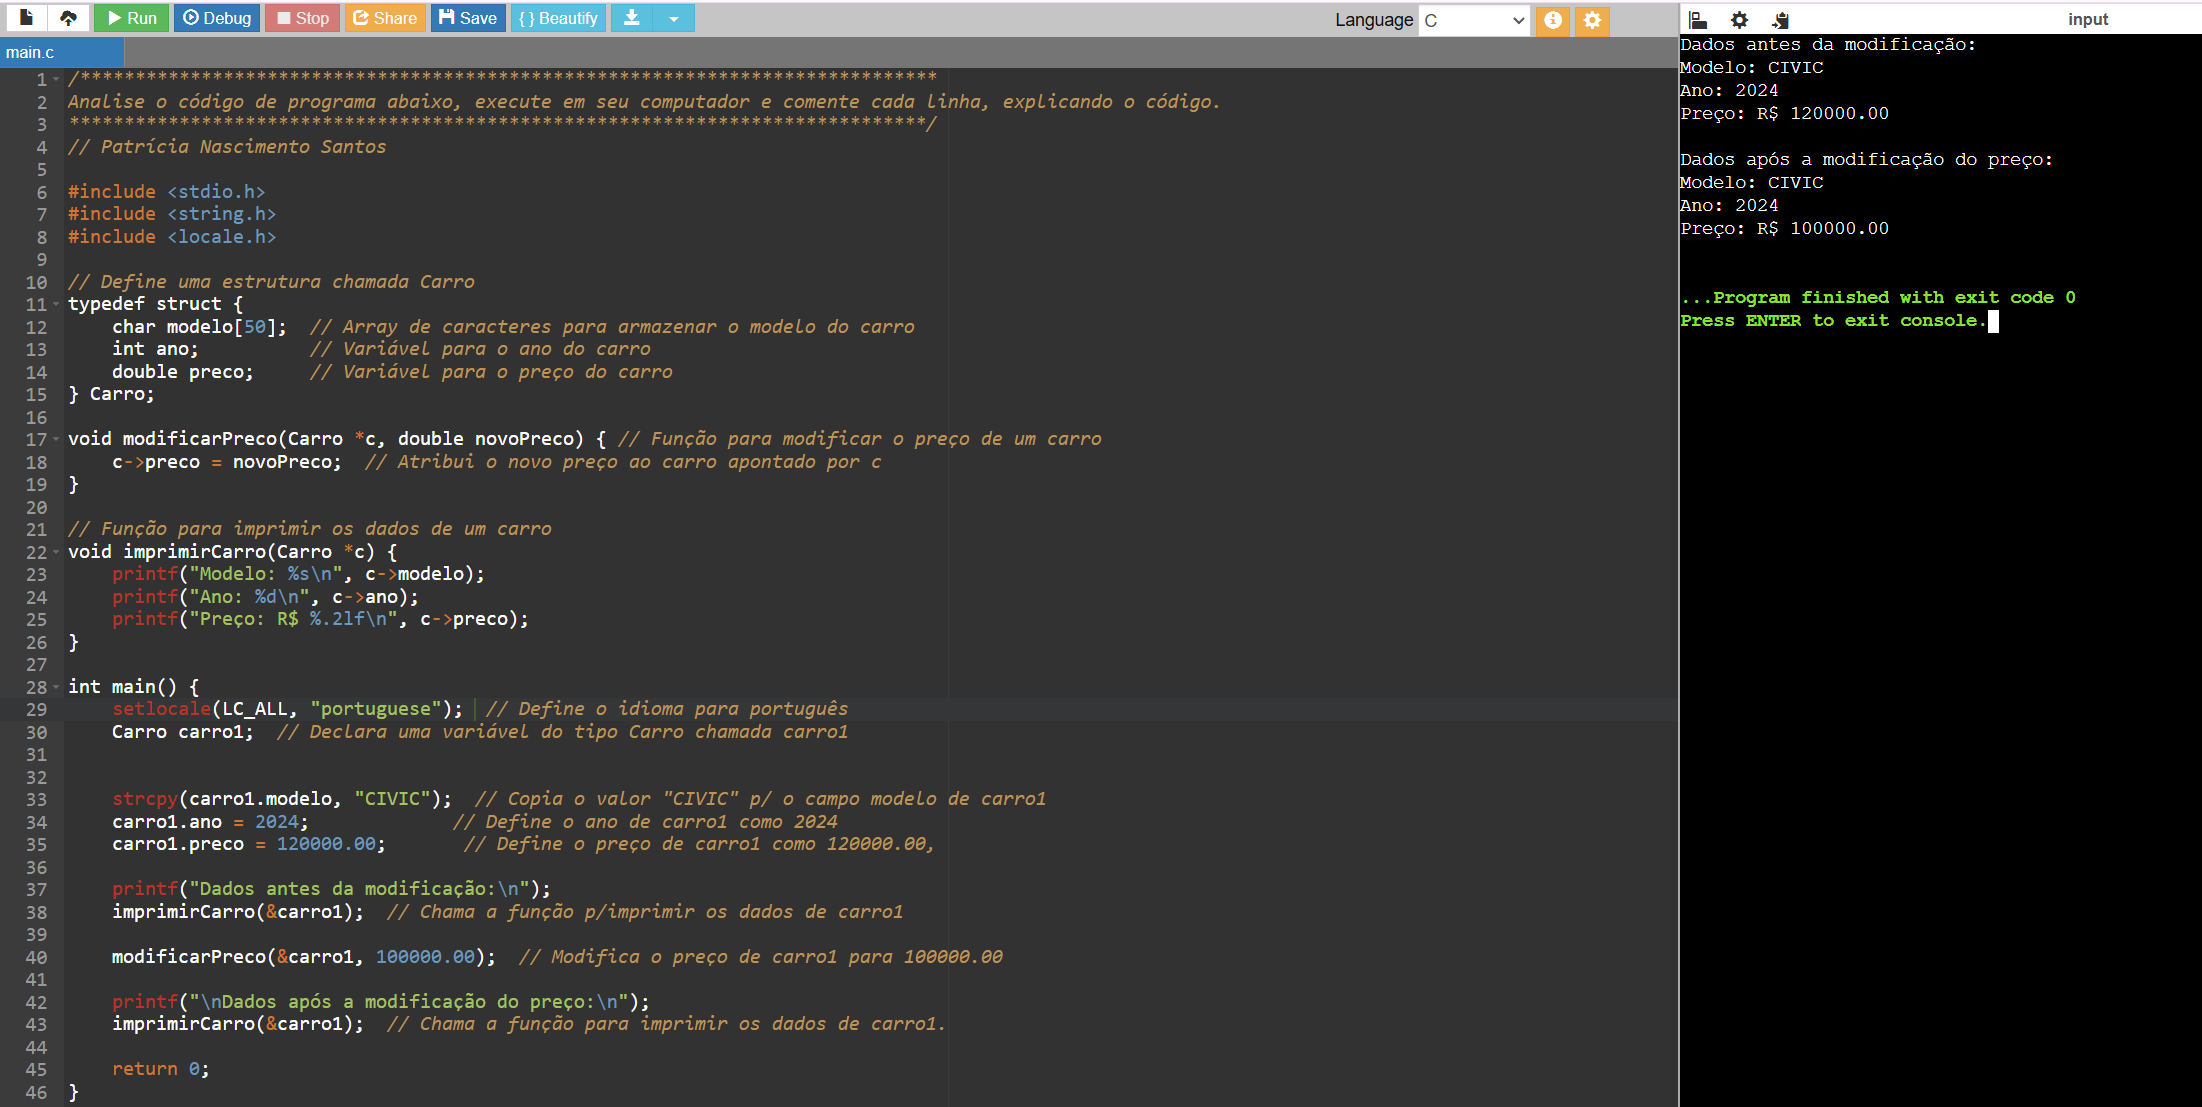 Run Debug Stop Share Save { } Beautify Language C
input
main.c
1 /******************************************************************************
2 Analise o código de programa abaixo, execute em seu computador e comente cada linha, explicando o código.
3 ******************************************************************************/
4 // Patrícia Nascimento Santos
5
6 #include <stdio.h>
7 #include <string.h>
8 #include <locale.h>
9
10 // Define uma estrutura chamada Carro
11 typedef struct {
12     char modelo[50];  // Array de caracteres para armazenar o modelo do carro
13     int ano;          // Variável para o ano do carro
14     double preco;     // Variável para o preço do carro
15 } Carro;
16
17 void modificarPreco(Carro *c, double novoPreco) { // Função para modificar o preço de um carro
18     c->preco = novoPreco;  // Atribui o novo preço ao carro apontado por c
19 }
20
21 // Função para imprimir os dados de um carro
22 void imprimirCarro(Carro *c) {
23     printf("Modelo: %s\n", c->modelo);
24     printf("Ano: %d\n", c->ano);
25     printf("Preço: R$ %.2lf\n", c->preco);
26 }
27
28 int main() {
29     setlocale(LC_ALL, "portuguese");  // Define o idioma para português
30     Carro carro1;  // Declara uma variável do tipo Carro chamada carro1
31
32
33     strcpy(carro1.modelo, "CIVIC");  // Copia o valor "CIVIC" p/ o campo modelo de carro1
34     carro1.ano = 2024;             // Define o ano de carro1 como 2024
35     carro1.preco = 120000.00;       // Define o preço de carro1 como 120000.00,
36
37     printf("Dados antes da modificação:\n");
38     imprimirCarro(&carro1);  // Chama a função p/imprimir os dados de carro1
39
40     modificarPreco(&carro1, 100000.00);  // Modifica o preço de carro1 para 100000.00
41
42     printf("\nDados após a modificação do preço:\n");
43     imprimirCarro(&carro1);  // Chama a função para imprimir os dados de carro1.
44
45     return 0;
46 }
Dados antes da modificação:
Modelo: CIVIC
Ano: 2024
Preço: R$ 120000.00
Dados após a modificação do preço:
Modelo: CIVIC
Ano: 2024
Preço: R$ 100000.00
...Program finished with exit code 0
Press ENTER to exit console.